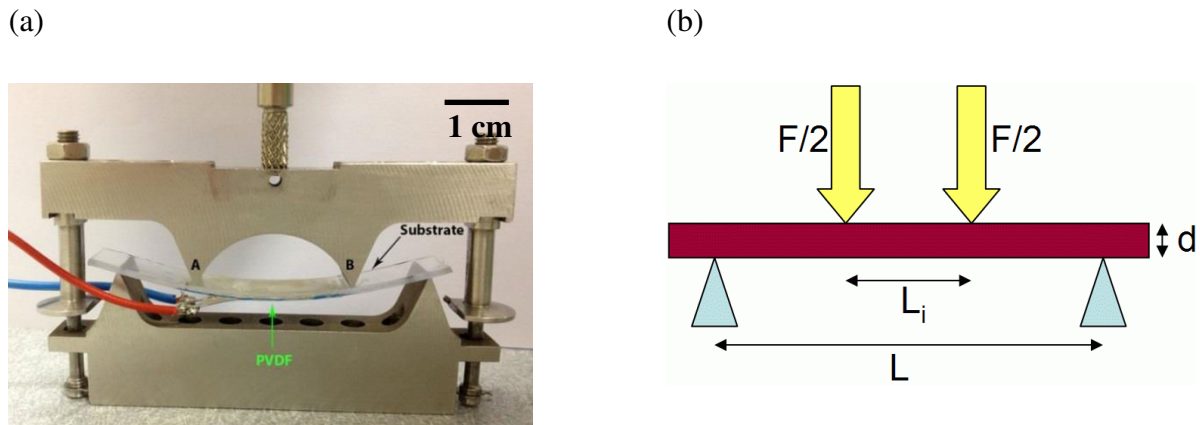 (a)
(b)
1 cm
A
B
Substrate
PVDF
F/2
F/2
d
Lᵢ
L